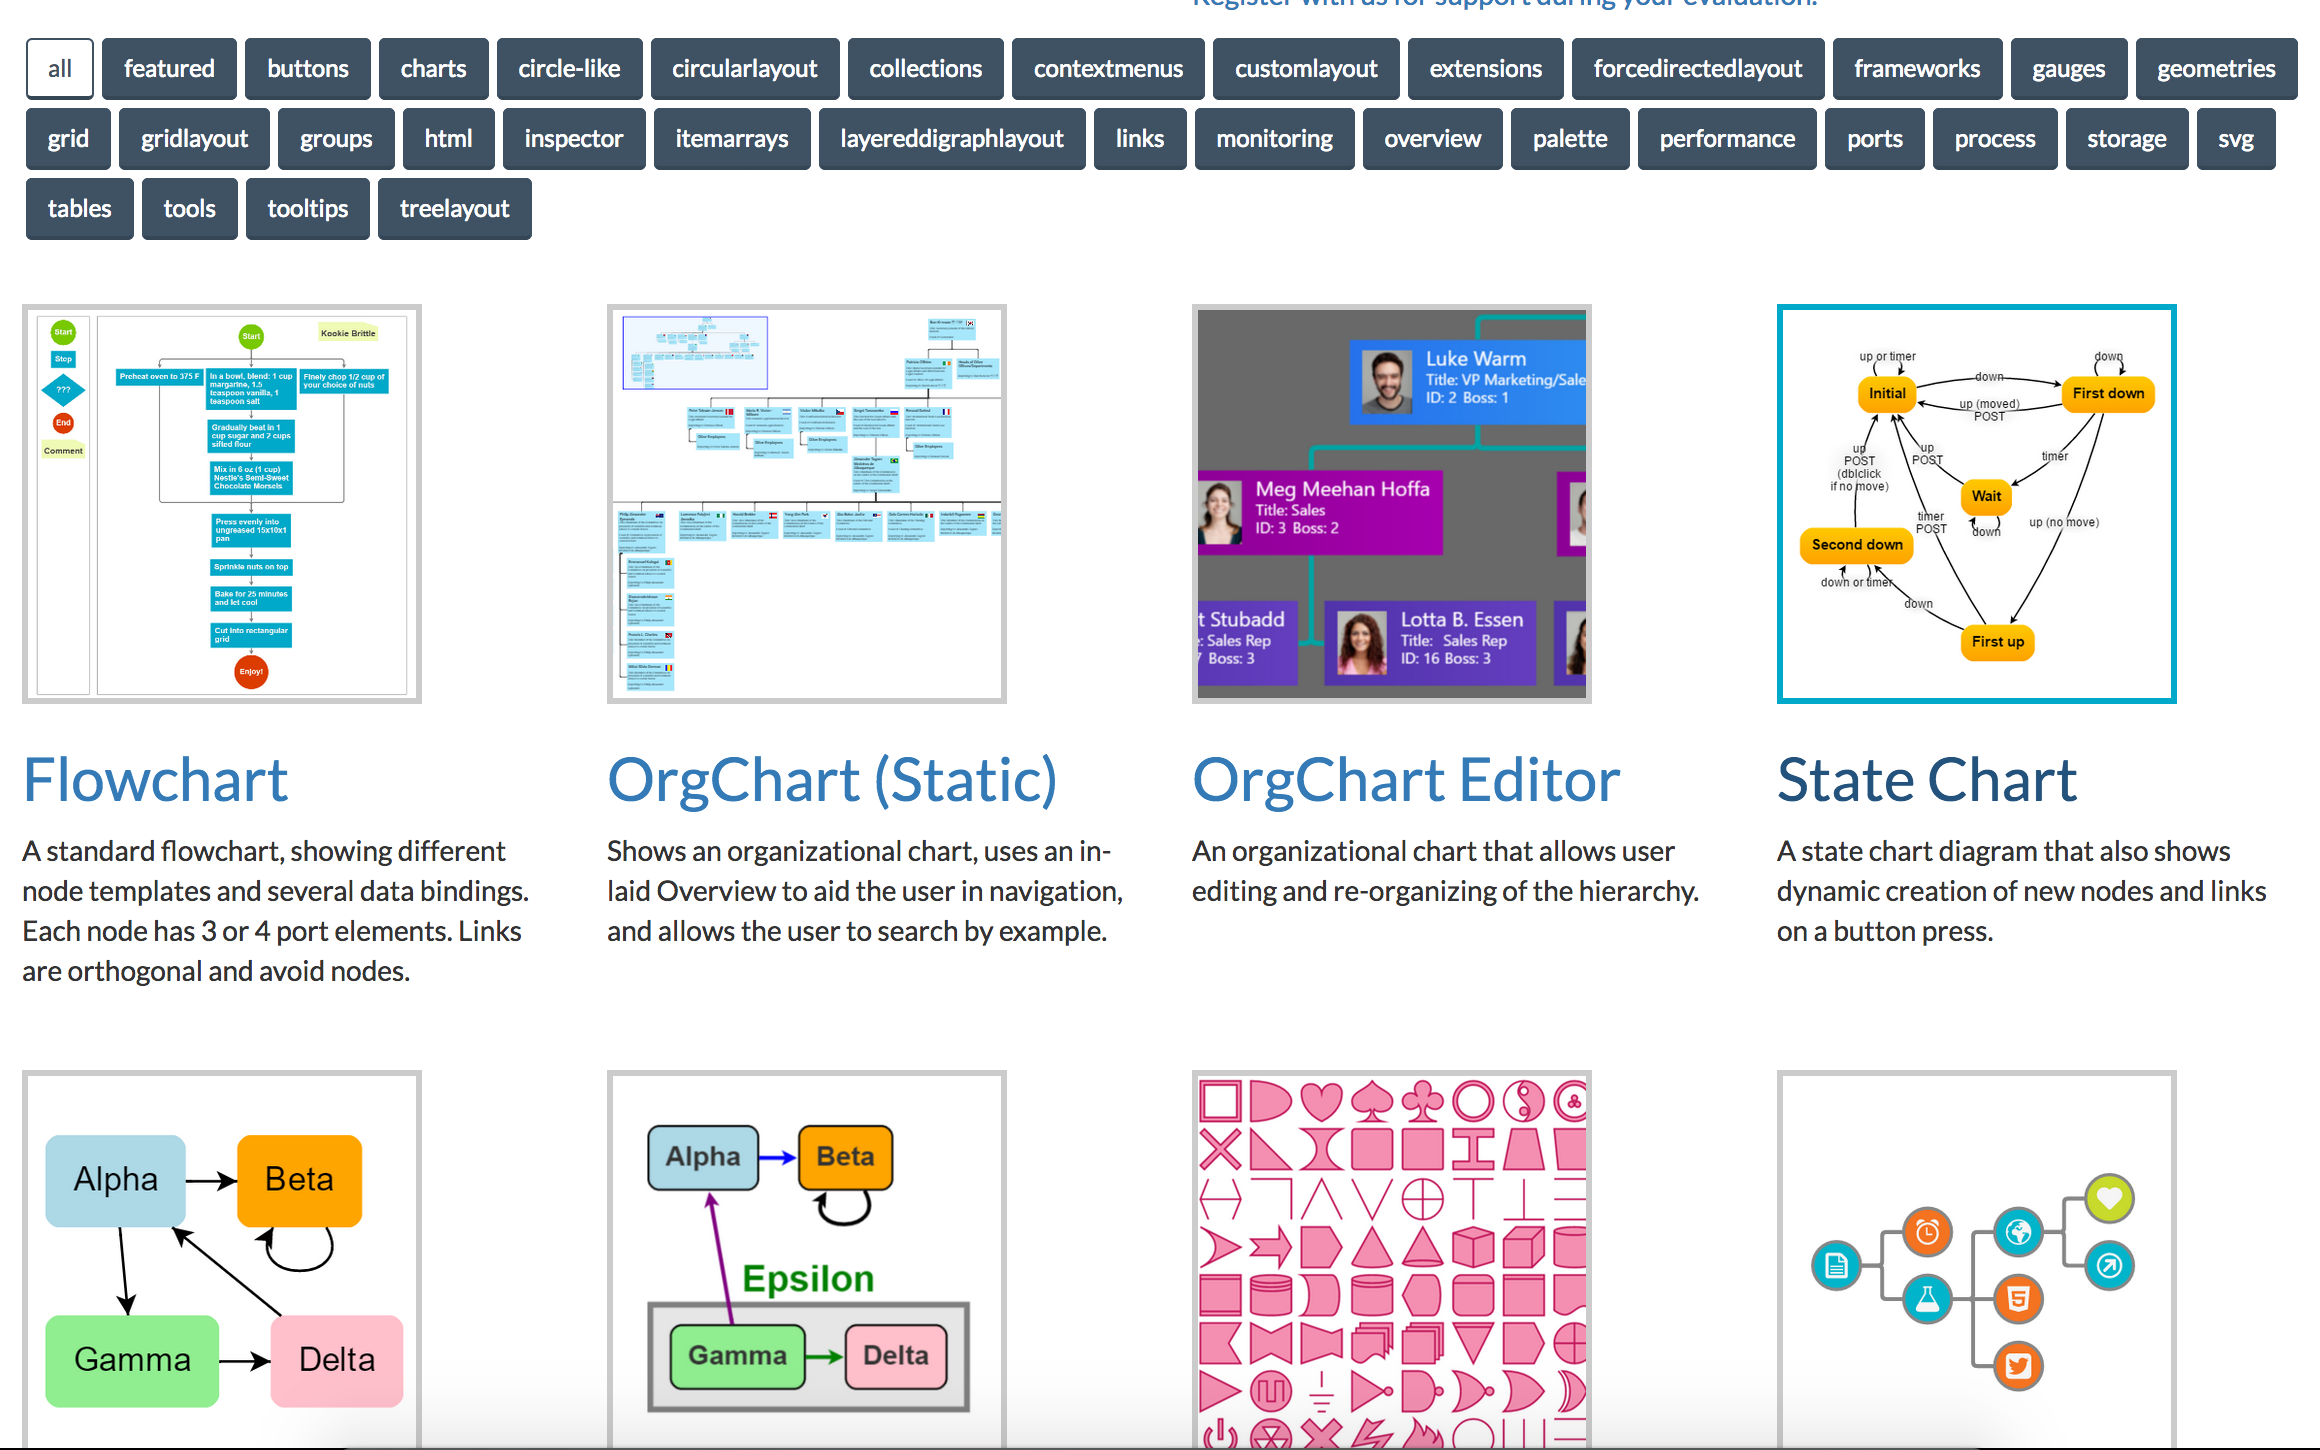 Register with us for support during your evaluation.
all featured buttons charts circle-like circularlayout collections contextmenus customlayout extensions forcedirectedlayout frameworks gauges geometries
grid gridlayout groups html inspector itemarrays layereddigraphlayout links monitoring overview palette performance ports process storage svg
tables tools tooltips treelayout
Start
Step
???
End
Comment
Start
Kookie Brittle
Preheat oven to 375 F
In a bowl, blend: 1 cup
margarine, 1.5
teaspoon vanilla, 1
teaspoon salt
Finely chop 1/2 cup of
your choice of nuts
Gradually beat in 1
cup sugar and 2 cups
sifted flour
Mix in 6 oz (1 cup)
Nestle's Semi-Sweet
Chocolate Morsels
Press evenly into
ungreased 15x10x1
pan
Sprinkle nuts on top
Bake for 25 minutes
and let cool
Cut into rectangular
grid
Enjoy!
Luke Warm
Title: VP Marketing/Sale
ID: 2 Boss: 1
Meg Meehan Hoffa
Title: Sales
ID: 3 Boss: 2
t Stubadd
: Sales Rep
7 Boss: 3
Lotta B. Essen
Title: Sales Rep
ID: 16 Boss: 3
up or timer
down
Initial
down
First down
up (moved)
POST
up
POST
(dblclick
if no move)
up
POST
timer
Wait
down
timer
POST
up (no move)
Second down
down or timer
down
First up
Flowchart
A standard flowchart, showing different
node templates and several data bindings.
Each node has 3 or 4 port elements. Links
are orthogonal and avoid nodes.
OrgChart (Static)
Shows an organizational chart, uses an in-
laid Overview to aid the user in navigation,
and allows the user to search by example.
OrgChart Editor
An organizational chart that allows user
editing and re-organizing of the hierarchy.
State Chart
A state chart diagram that also shows
dynamic creation of new nodes and links
on a button press.
Alpha
Beta
Gamma
Delta
Alpha
Beta
Epsilon
Gamma
Delta